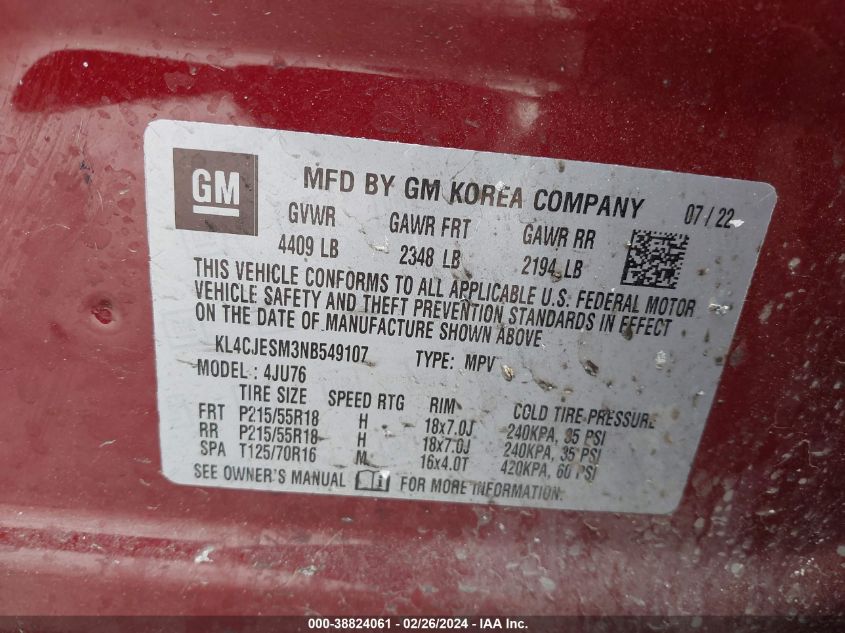 GM
MFD BY GM KOREA COMPANY 07/22
GVWR GAWR FRT GAWR RR
4409 LB 2348 LB 2194 LB
THIS VEHICLE CONFORMS TO ALL APPLICABLE U.S. FEDERAL MOTOR
VEHICLE SAFETY AND THEFT PREVENTION STANDARDS IN EFFECT
ON THE DATE OF MANUFACTURE SHOWN ABOVE
KL4CJESM3NB549107 TYPE: MPV
MODEL: 4JU76
TIRE SIZE SPEED RTG RIM COLD TIRE PRESSURE
FRT P215/55R18 H 18x7.0J 240KPA, 35 PSI
RR P215/55R18 H 18x7.0J 240KPA, 35 PSI
SPA T125/70R16 M 16x4.0T 420KPA, 60 PSI
SEE OWNER'S MANUAL FOR MORE INFORMATION.
000-38824061 - 02/26/2024 - IAA Inc.